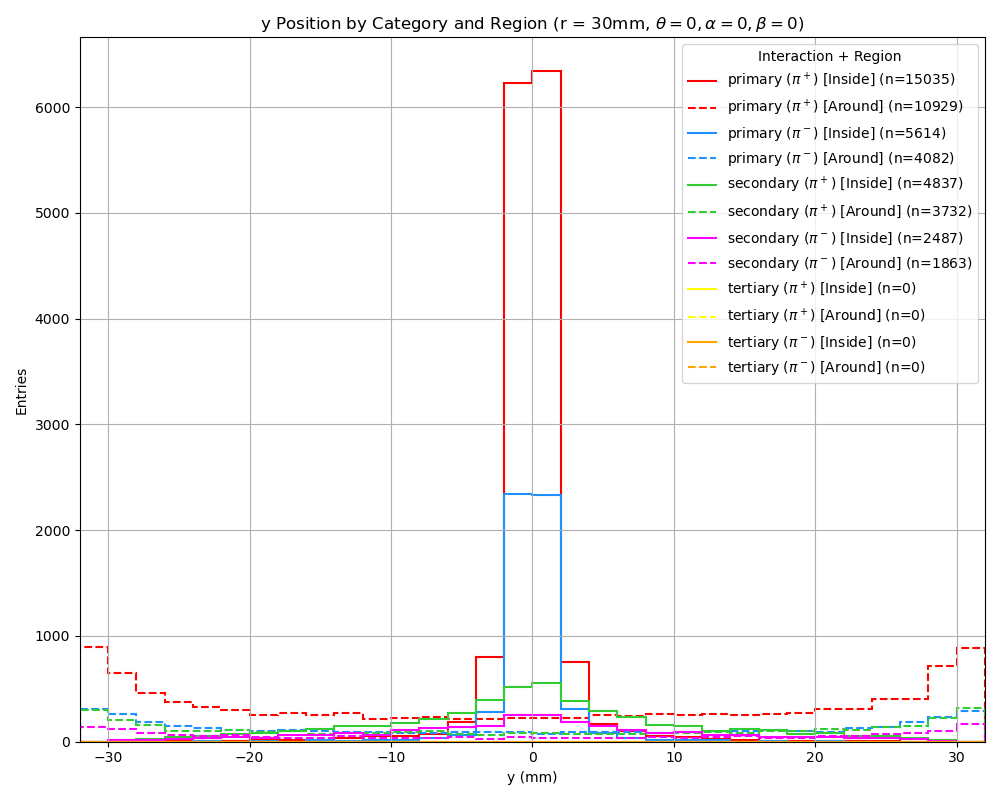 y Position by Category and Region (r = 30mm, θ = 0, α = 0, β = 0)
Interaction + Region
primary (π⁺) [Inside] (n=15035)
primary (π⁺) [Around] (n=10929)
primary (π⁻) [Inside] (n=5614)
primary (π⁻) [Around] (n=4082)
secondary (π⁺) [Inside] (n=4837)
secondary (π⁺) [Around] (n=3732)
secondary (π⁻) [Inside] (n=2487)
secondary (π⁻) [Around] (n=1863)
tertiary (π⁺) [Inside] (n=0)
tertiary (π⁺) [Around] (n=0)
tertiary (π⁻) [Inside] (n=0)
tertiary (π⁻) [Around] (n=0)
Entries
6000
5000
4000
3000
2000
1000
0
−30 −20 −10 0 10 20 30
y (mm)